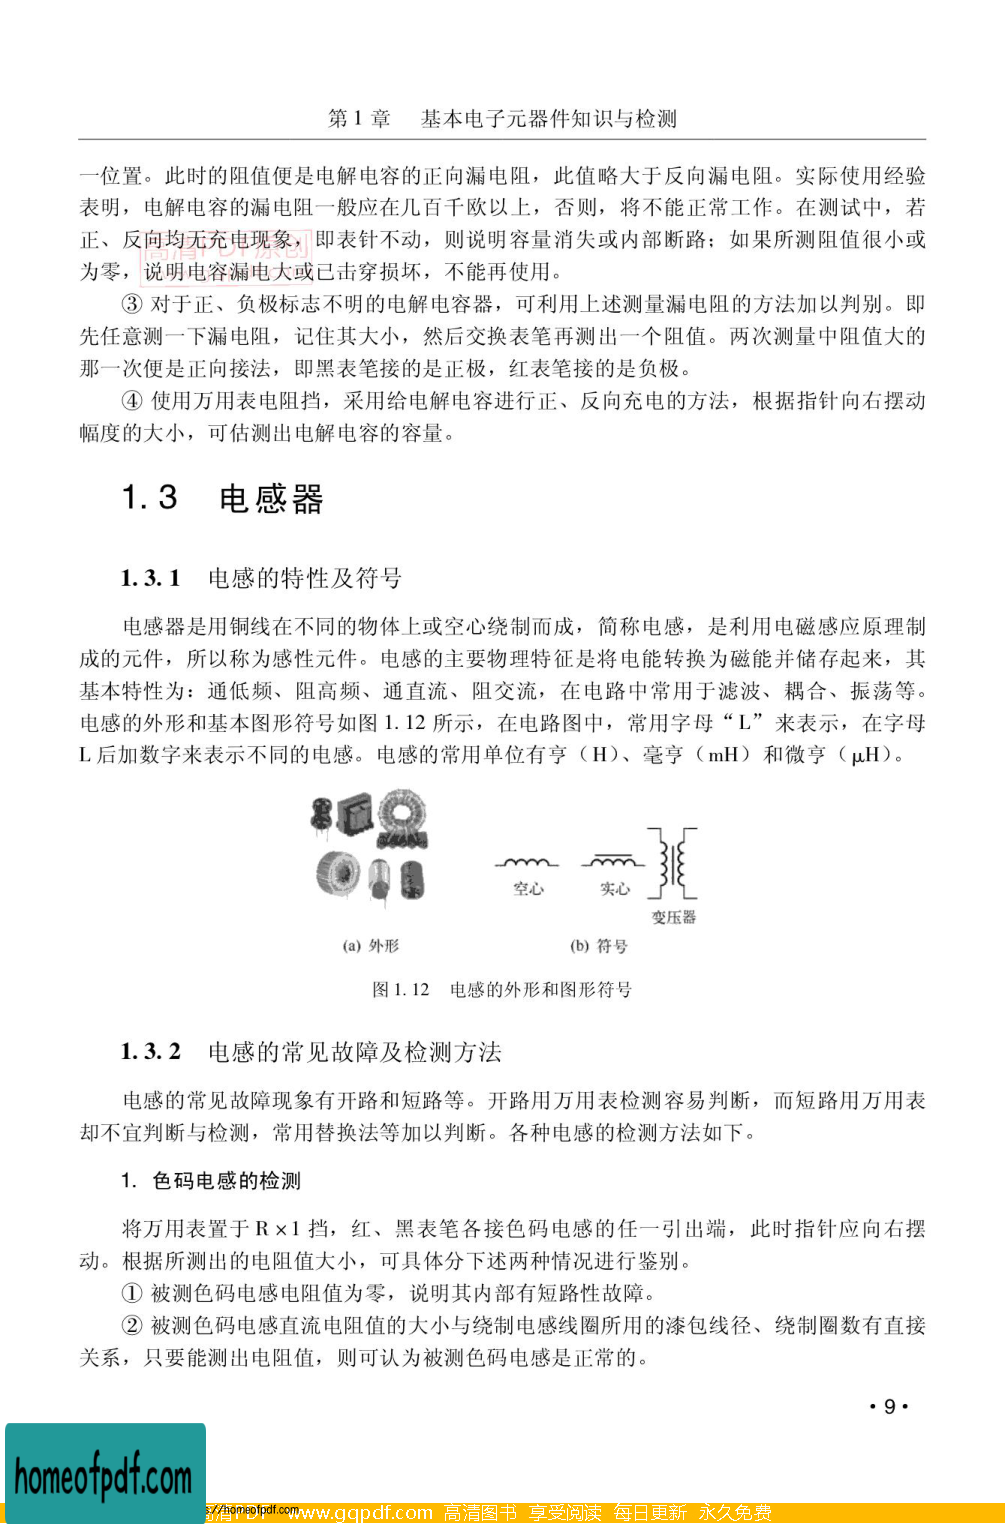 第 1 章 基本电子元器件知识与检测
一位置。此时的阻值便是电解电容的正向漏电阻，此值略大于反向漏电阻。实际使用经验
表明，电解电容的漏电阻一般应在几百千欧以上，否则，将不能正常工作。在测试中，若
正、反向均无充电现象，即表针不动，则说明容量消失或内部断路；如果所测阻值很小或
为零，说明电容漏电大或已击穿损坏，不能再使用。
③ 对于正、负极标志不明的电解电容器，可利用上述测量漏电阻的方法加以判别。即
先任意测一下漏电阻，记住其大小，然后交换表笔再测出一个阻值。两次测量中阻值大的
那一次便是正向接法，即黑表笔接的是正极，红表笔接的是负极。
④ 使用万用表电阻挡，采用给电解电容进行正、反向充电的方法，根据指针向右摆动
幅度的大小，可估测出电解电容的容量。
1. 3 电感器
1. 3. 1 电感的特性及符号
电感器是用铜线在不同的物体上或空心绕制而成，简称电感，是利用电磁感应原理制
成的元件，所以称为感性元件。电感的主要物理特征是将电能转换为磁能并储存起来，其
基本特性为：通低频、阻高频、通直流、阻交流，在电路中常用于滤波、耦合、振荡等。
电感的外形和基本图形符号如图 1. 12 所示，在电路图中，常用字母“L”来表示，在字母
L 后加数字来表示不同的电感。电感的常用单位有亨（H）、毫亨（mH）和微亨（μH）。
空心 实心
变压器
(a) 外形 (b) 符号
图 1. 12 电感的外形和图形符号
1. 3. 2 电感的常见故障及检测方法
电感的常见故障现象有开路和短路等。开路用万用表检测容易判断，而短路用万用表
却不宜判断与检测，常用替换法等加以判断。各种电感的检测方法如下。
1. 色码电感的检测
将万用表置于 R×1 挡，红、黑表笔各接色码电感的任一引出端，此时指针应向右摆
动。根据所测出的电阻值大小，可具体分下述两种情况进行鉴别。
① 被测色码电感电阻值为零，说明其内部有短路性故障。
② 被测色码电感直流电阻值的大小与绕制电感线圈所用的漆包线径、绕制圈数有直接
关系，只要能测出电阻值，则可认为被测色码电感是正常的。
· 9 ·
homeofpdf.com
s://homeofpdf.com www.gqpdf.com 高清图书 享受阅读 每日更新 永久免费